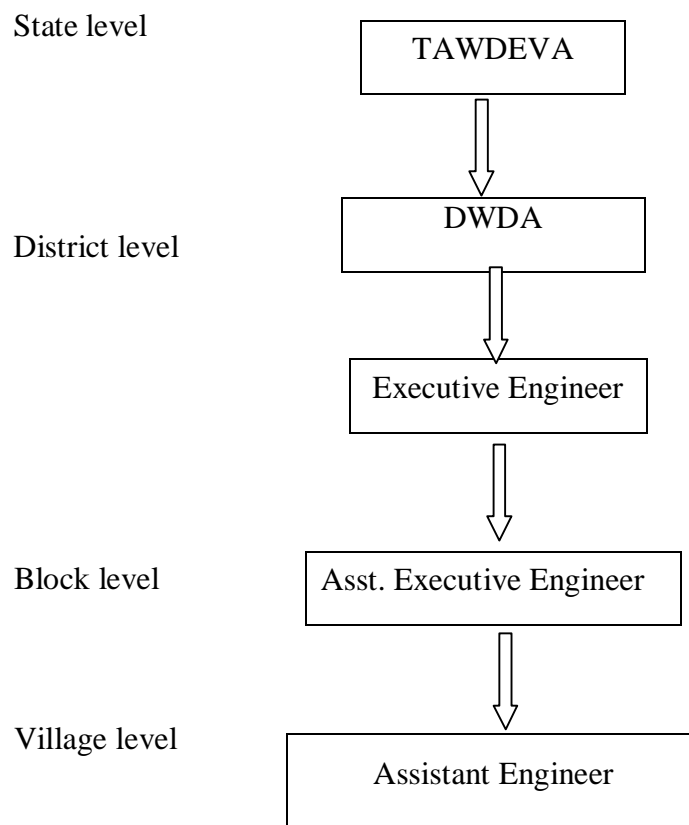 State level
TAWDEVA
DWDA
District level
Executive Engineer
Block level
Asst. Executive Engineer
Village level
Assistant Engineer